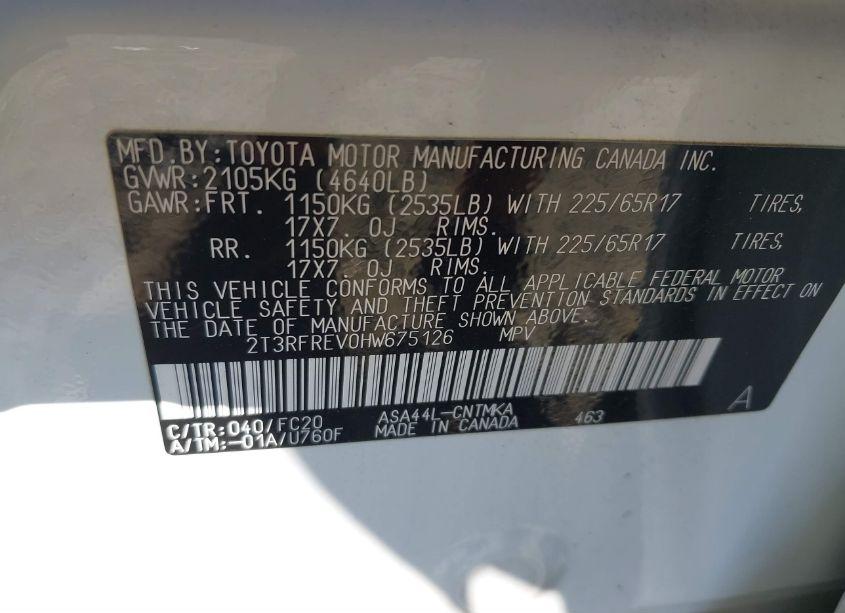 MFD.BY:TOYOTA MOTOR MANUFACTURING CANADA INC.
GVWR:2105KG (4640LB)
GAWR:FRT. 1150KG (2535LB) WITH 225/65R17 TIRES,
17X7.0J RIMS.
RR. 1150KG (2535LB) WITH 225/65R17 TIRES,
17X7.0J RIMS.
THIS VEHICLE CONFORMS TO ALL APPLICABLE FEDERAL MOTOR
VEHICLE SAFETY AND THEFT PREVENTION STANDARDS IN EFFECT ON
THE DATE OF MANUFACTURE SHOWN ABOVE.
2T3RFREV0HW675126 MPV
C/TR:040/FC20 ASA44L-CNTMKA 463
A/TM:-01A/U760F MADE IN CANADA
A